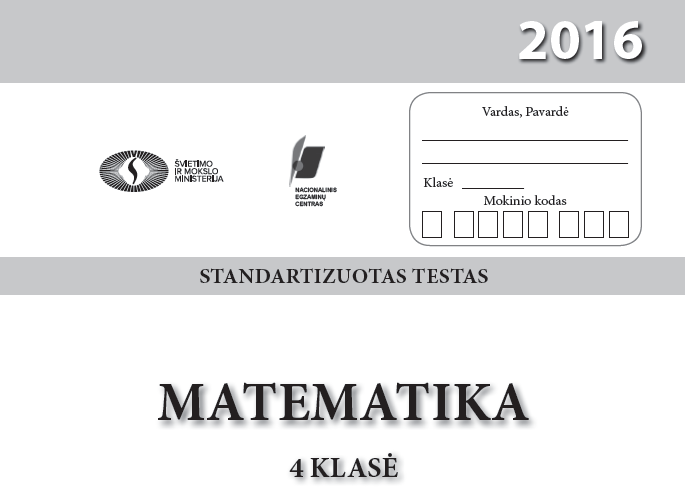 2016
Vardas, Pavardė
ŠVIETIMO
IR MOKSLO
MINISTERIJA
NACIONALINIS
EGZAMINŲ
CENTRAS
Klasė
Mokinio kodas
STANDARTIZUOTAS TESTAS
MATEMATIKA
4 KLASĖ